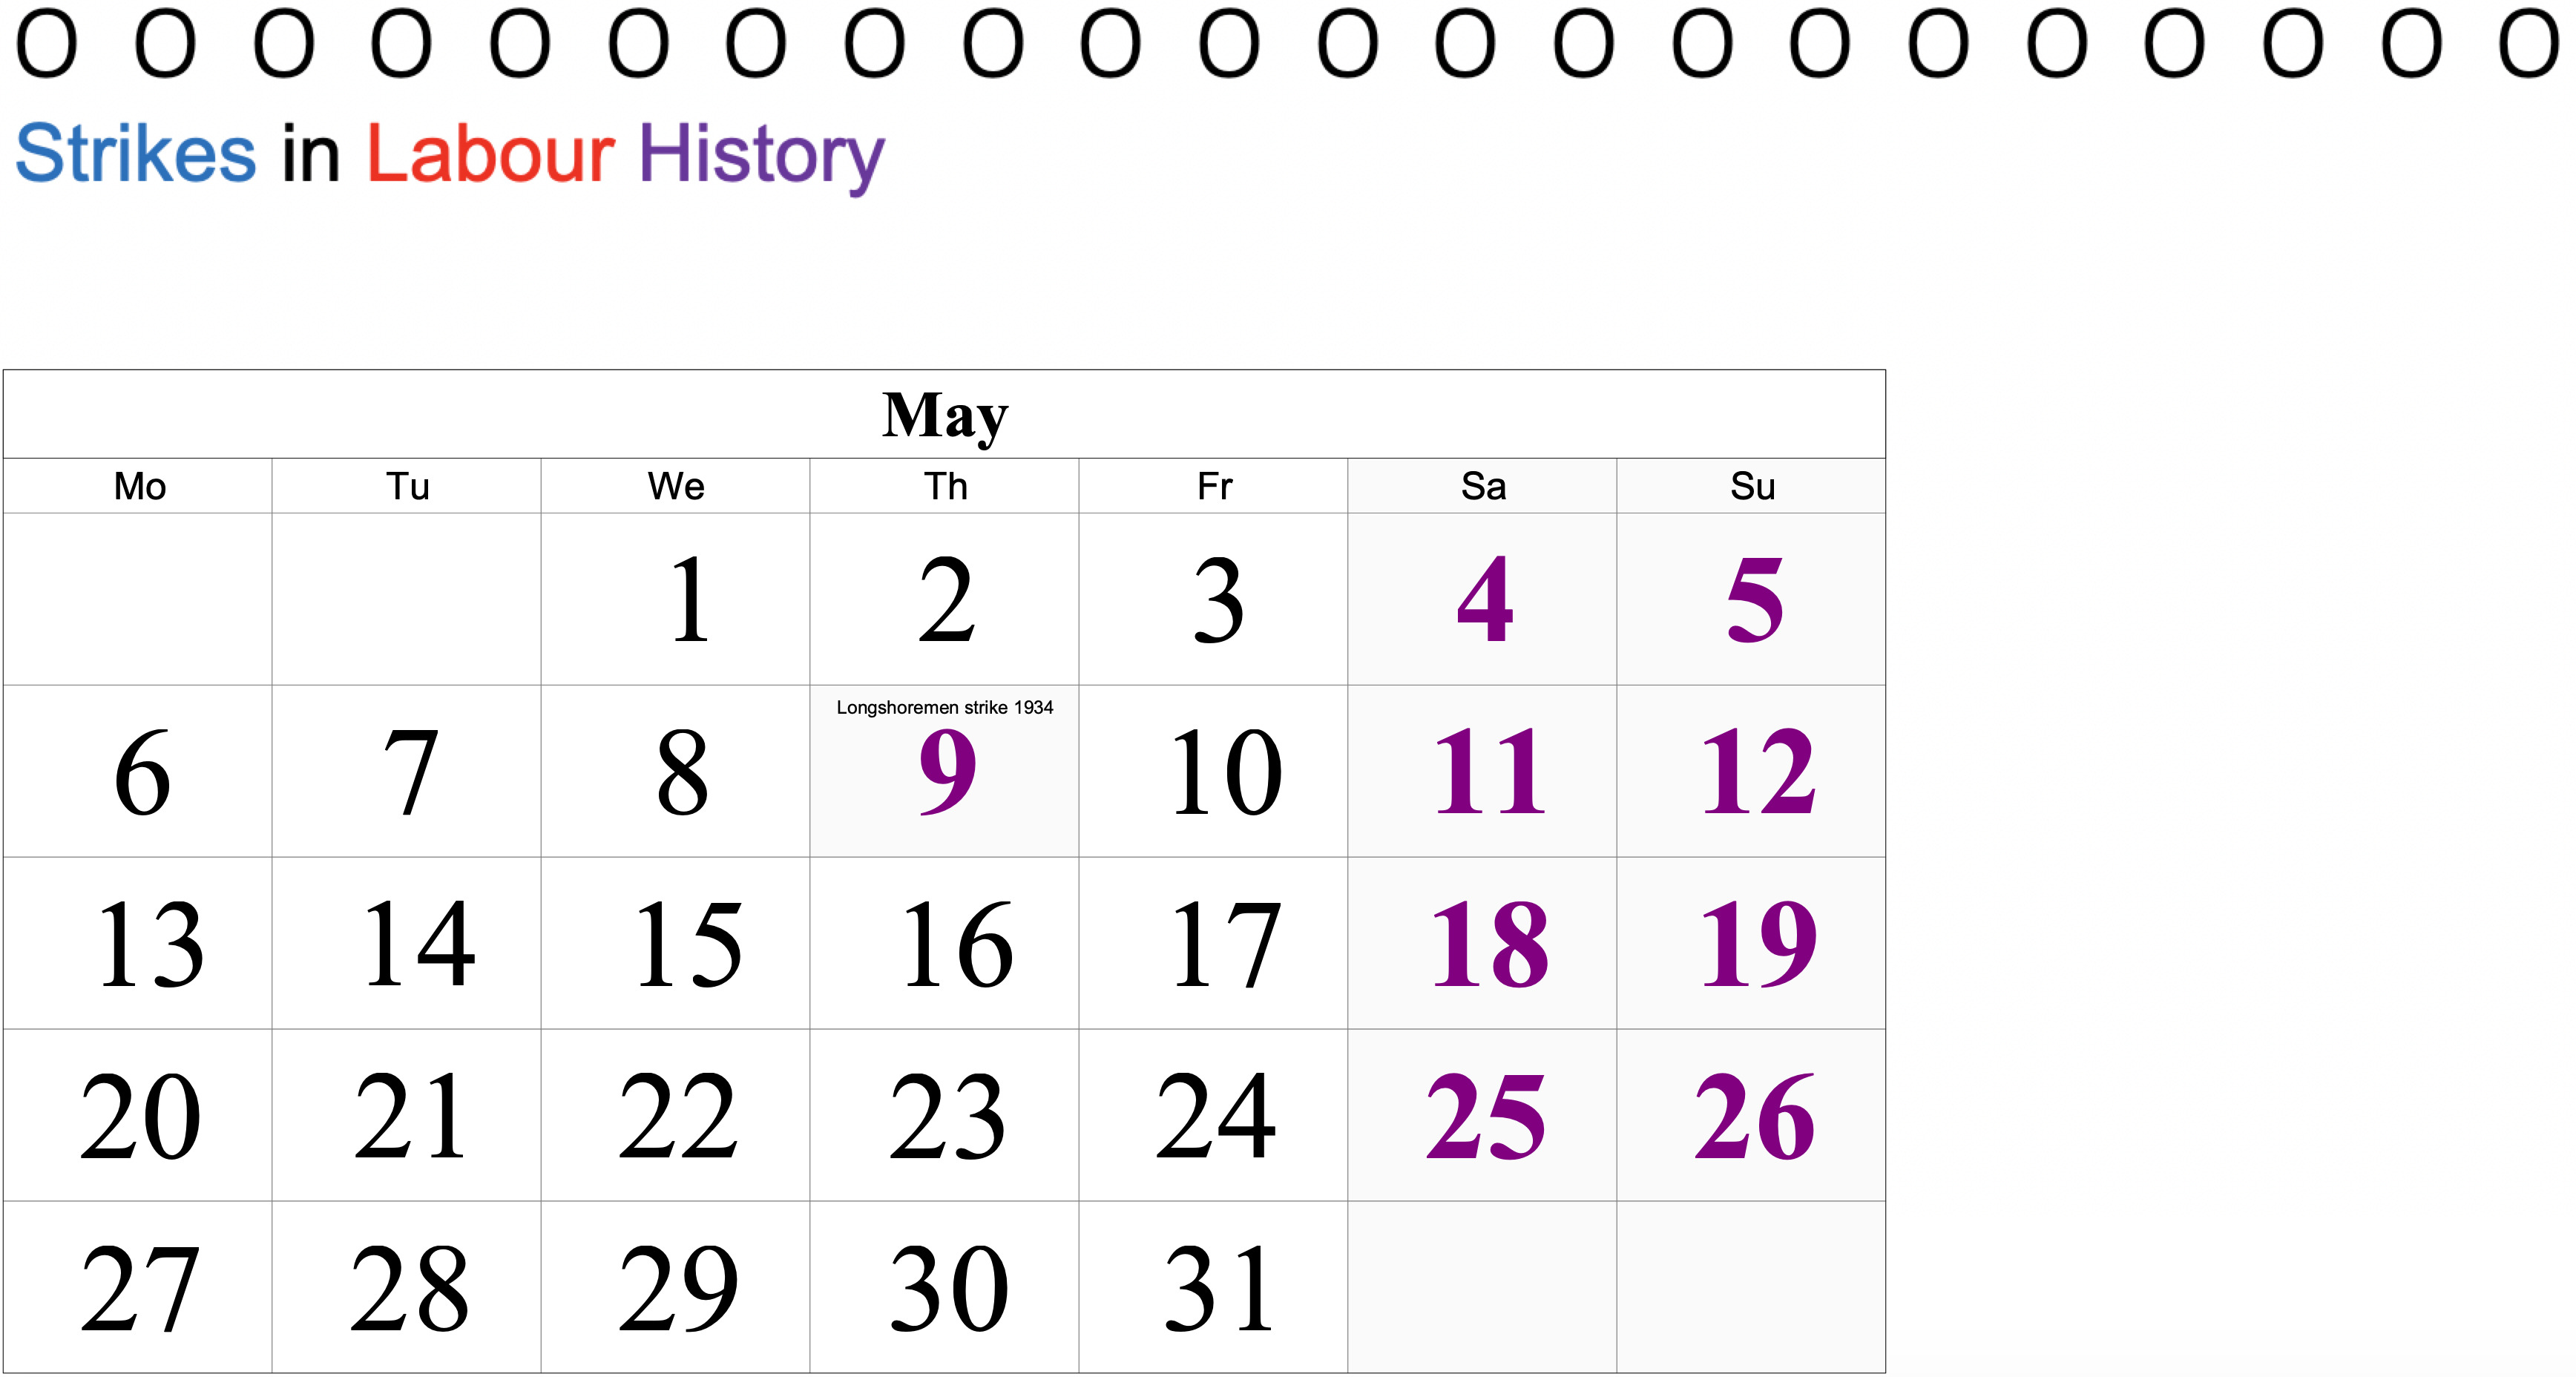 O O O O O O O O O O O O O O O O O O O O O O
Strikes in Labour History
May
Mo Tu We Th Fr Sa Su
1 2 3 4 5
Longshoremen strike 1934
6 7 8 9 10 11 12
13 14 15 16 17 18 19
20 21 22 23 24 25 26
27 28 29 30 31